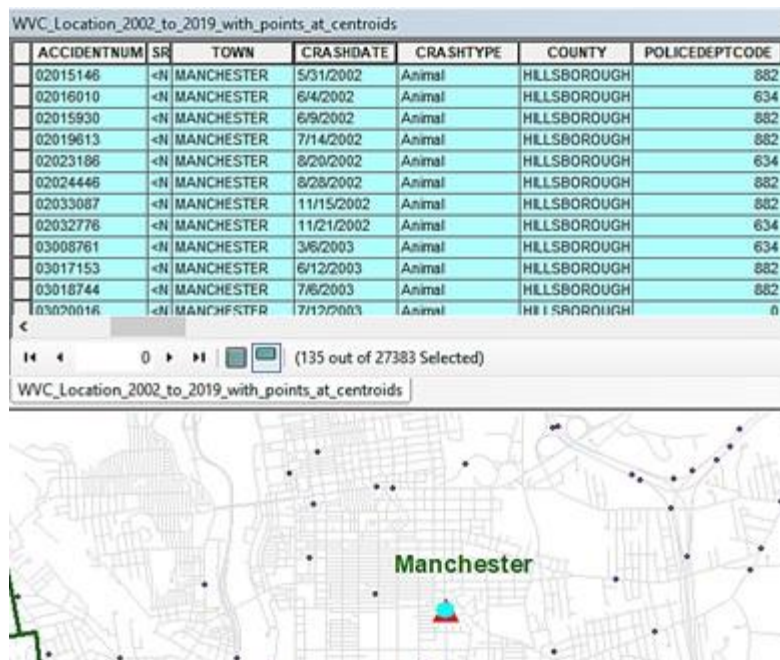 WVC_Location_2002_to_2019_with_points_at_centroids
ACCIDENTNUM SR TOWN CRASHDATE CRASHTYPE COUNTY POLICEDEPTCODE
02015146 <N MANCHESTER 5/31/2002 Animal HILLSBOROUGH 882
02016010 <N MANCHESTER 6/4/2002 Animal HILLSBOROUGH 634
02015930 <N MANCHESTER 6/9/2002 Animal HILLSBOROUGH 882
02019613 <N MANCHESTER 7/14/2002 Animal HILLSBOROUGH 882
02023186 <N MANCHESTER 8/20/2002 Animal HILLSBOROUGH 634
02024446 <N MANCHESTER 8/28/2002 Animal HILLSBOROUGH 882
02033087 <N MANCHESTER 11/15/2002 Animal HILLSBOROUGH 882
02032776 <N MANCHESTER 11/21/2002 Animal HILLSBOROUGH 634
03008761 <N MANCHESTER 3/6/2003 Animal HILLSBOROUGH 634
03017153 <N MANCHESTER 6/12/2003 Animal HILLSBOROUGH 882
03018744 <N MANCHESTER 7/6/2003 Animal HILLSBOROUGH 882
03020016 <N MANCHESTER 7/12/2003 Animal HILLSBOROUGH 0
0 (135 out of 27383 Selected)
WVC_Location_2002_to_2019_with_points_at_centroids
Manchester